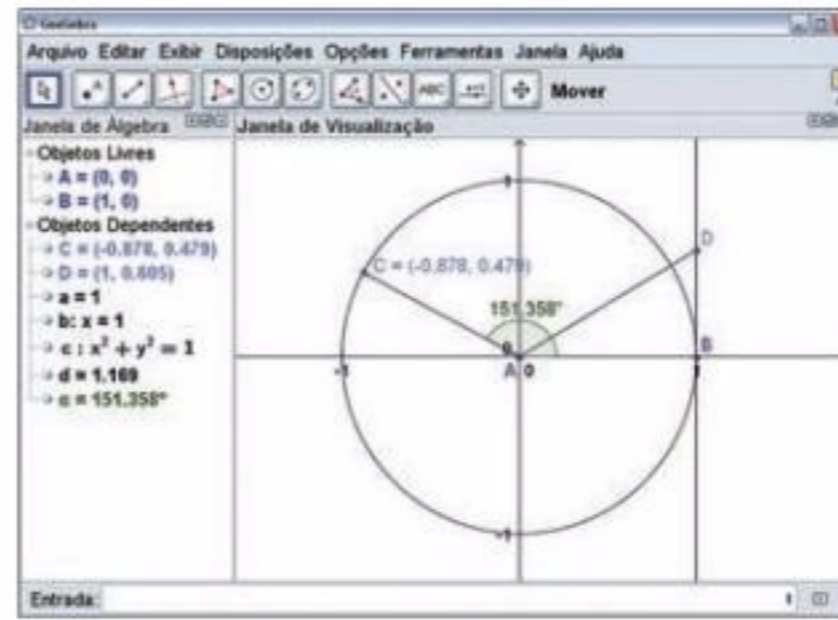 GeoGebra
Arquivo Editar Exibir Disposições Opções Ferramentas Janela Ajuda
ABC
Mover
Janela de Álgebra
Janela de Visualização
Objetos Livres
A = (0, 0)
B = (1, 0)
Objetos Dependentes
C = (-0.878, 0.479)
D = (1, 0.605)
a = 1
b: x = 1
c : x² + y² = 1
d = 1.169
α = 151.358°
1
D
C = (-0.878, 0.479)
151.358°
B
-1
A 0
1
-1
Entrada: